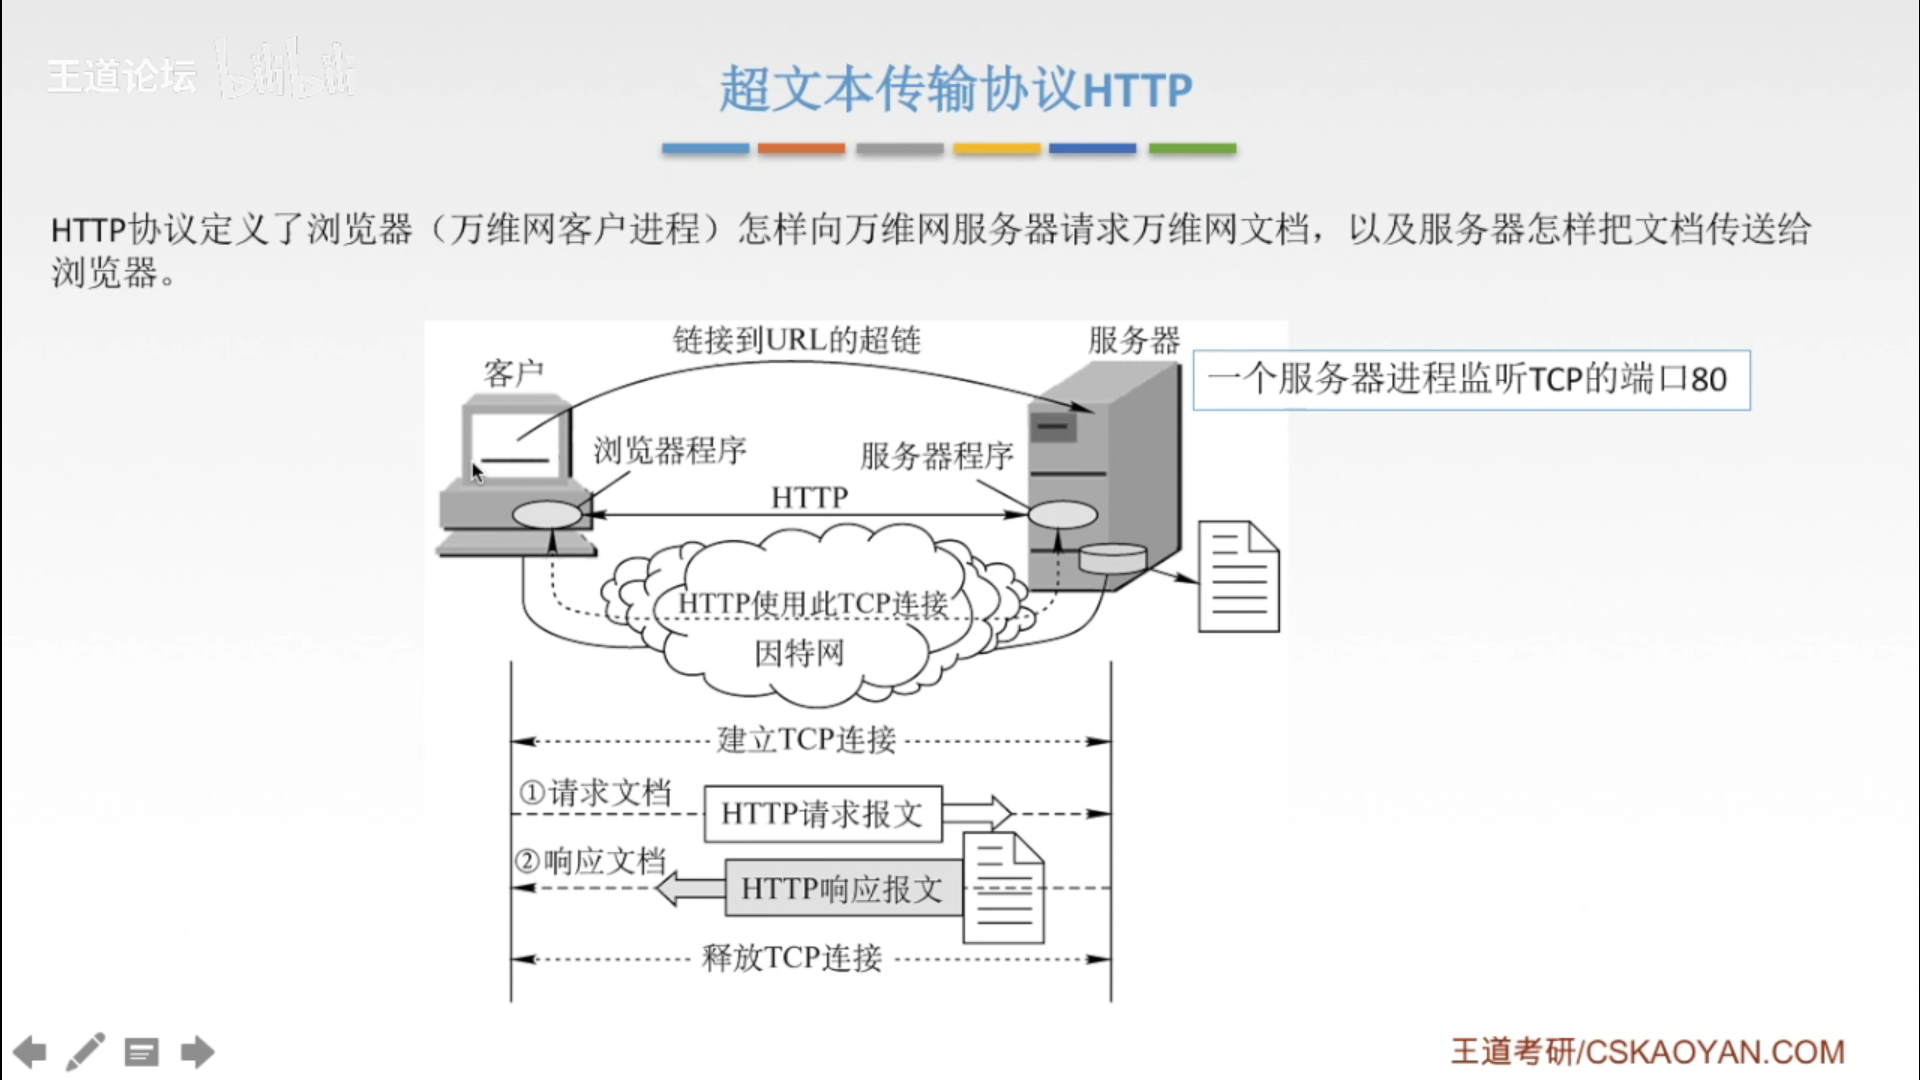 王道论坛 bilibili
超文本传输协议HTTP
HTTP协议定义了浏览器（万维网客户进程）怎样向万维网服务器请求万维网文档，以及服务器怎样把文档传送给
浏览器。
链接到URL的超链
服务器
客户
一个服务器进程监听TCP的端口80
浏览器程序
服务器程序
HTTP
HTTP使用此TCP连接
因特网
建立TCP连接
①请求文档
HTTP请求报文
②响应文档
HTTP响应报文
释放TCP连接
王道考研/CSKAOYAN.COM